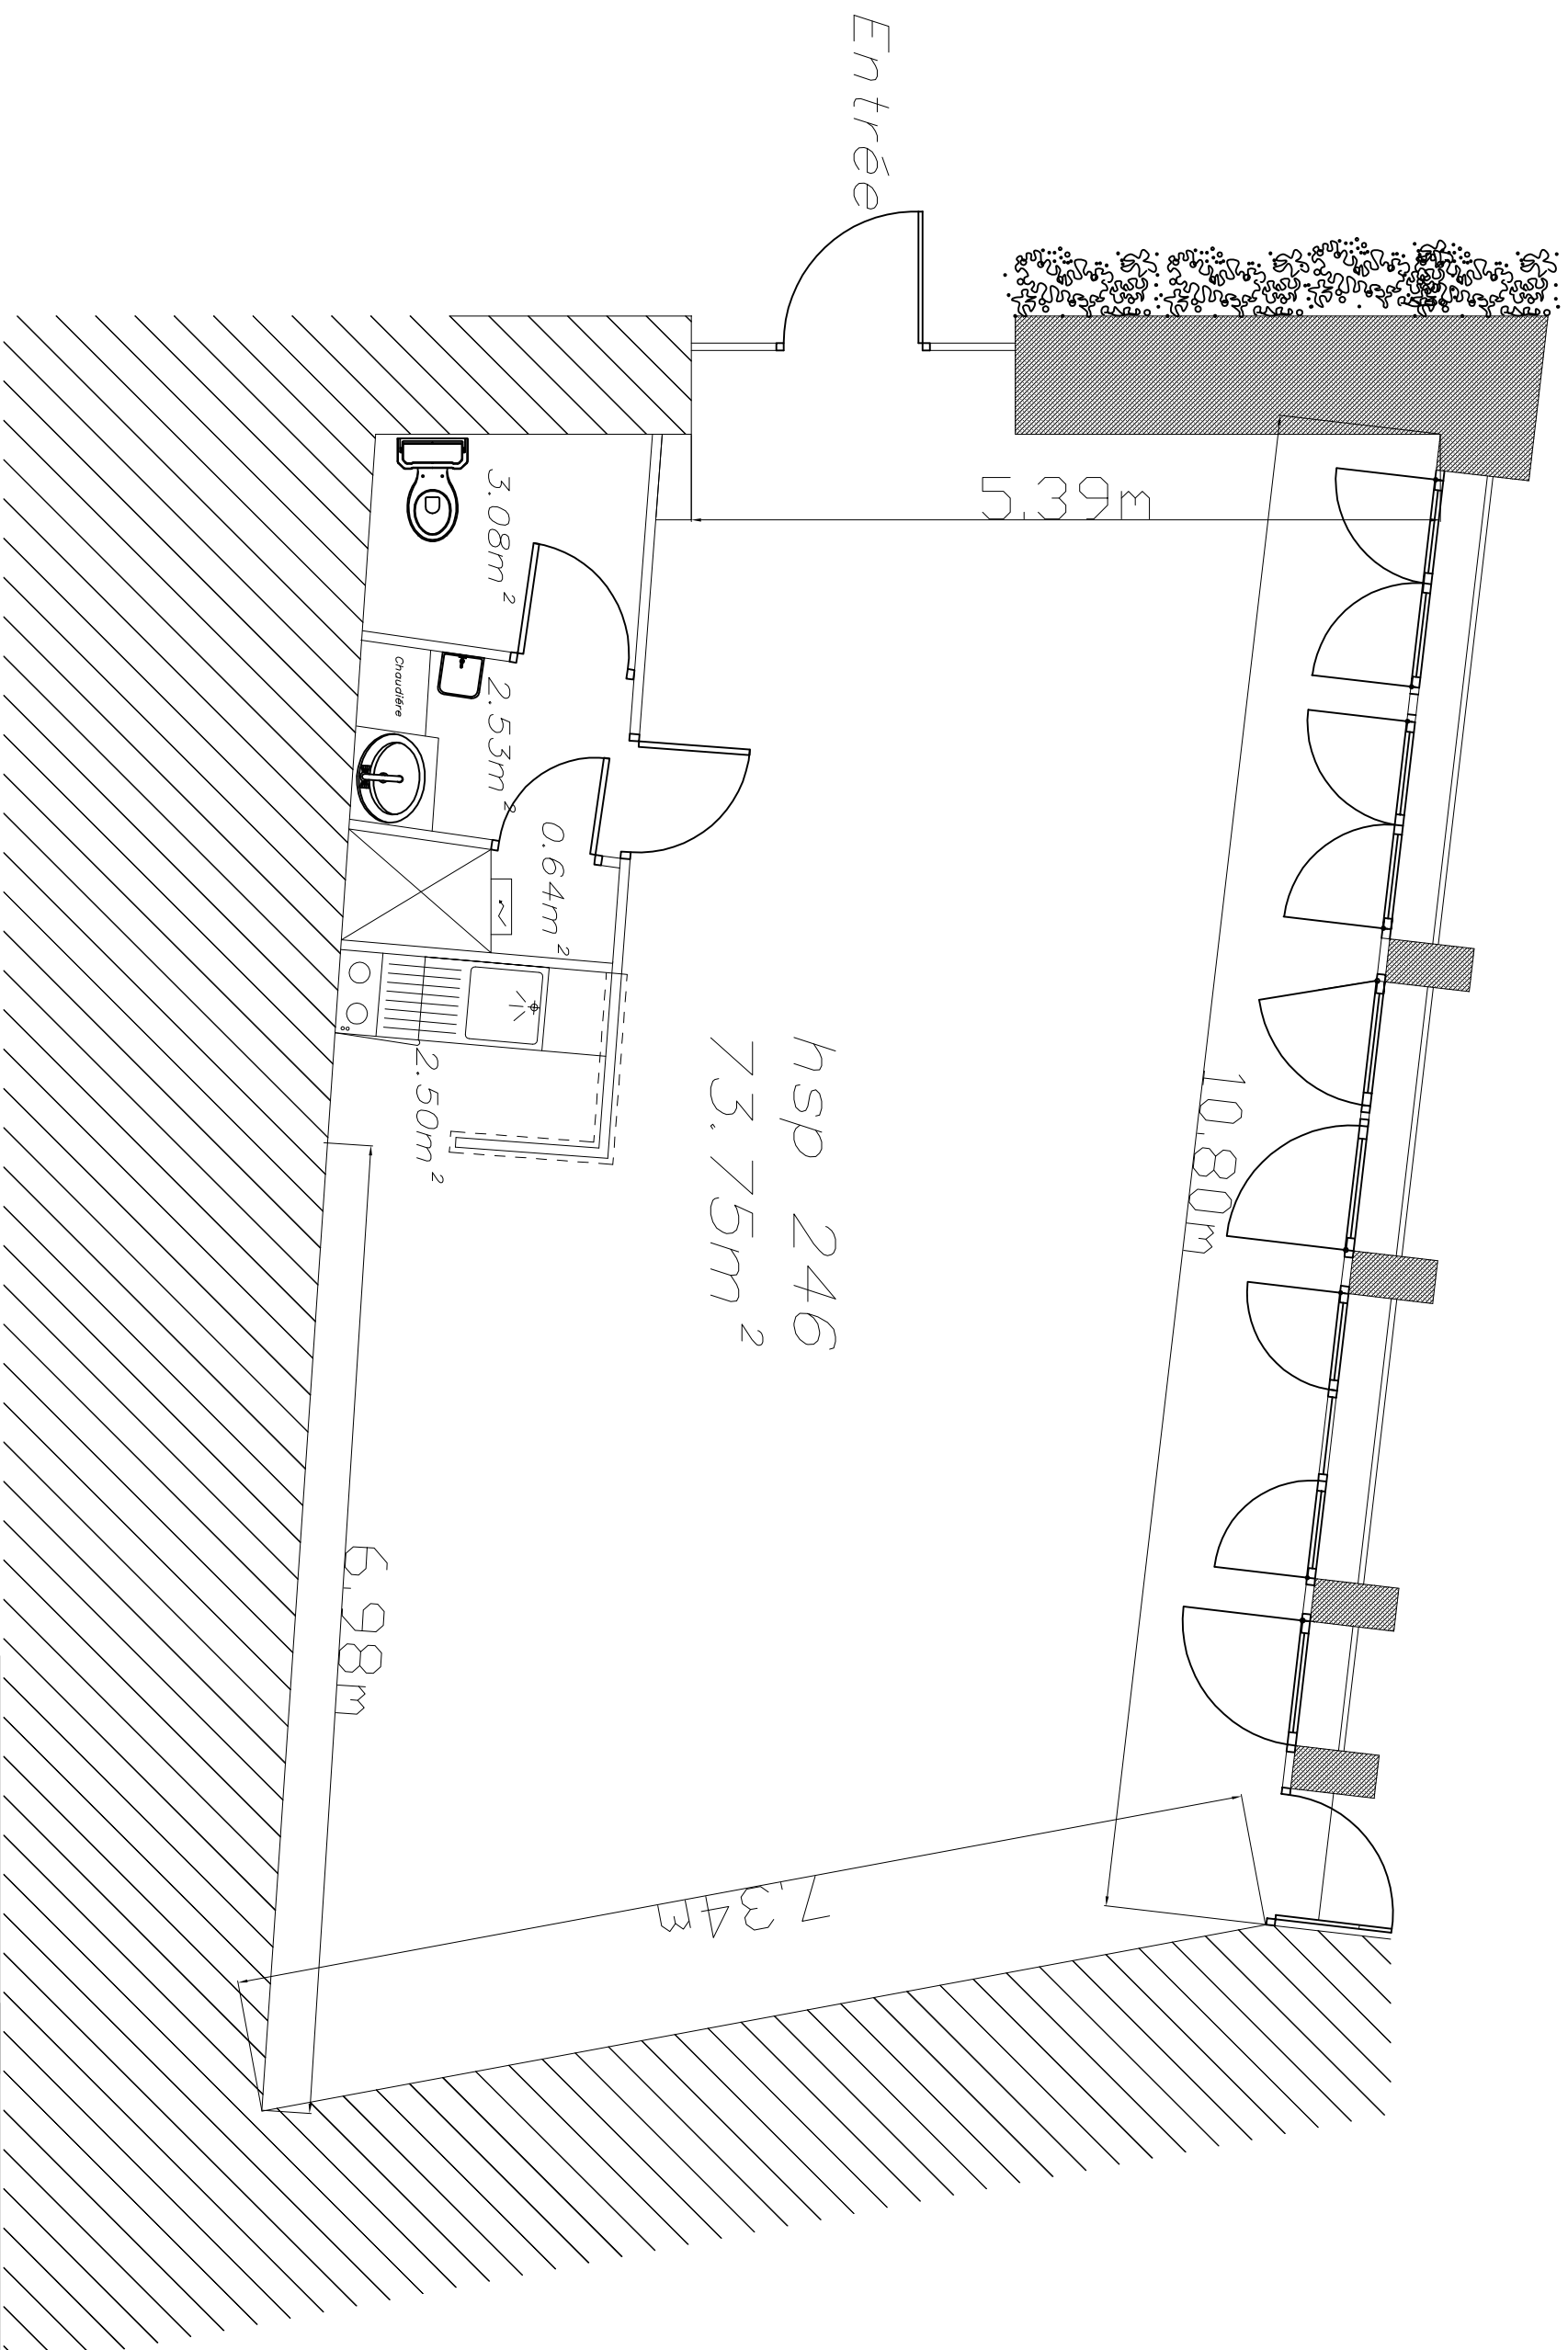 Entrée
5.39m
3.08m²
Chaudière
2.53m²
0.64m²
2.50m²
hsp 246
73.75m²
10.80m
6.98m
7.34m